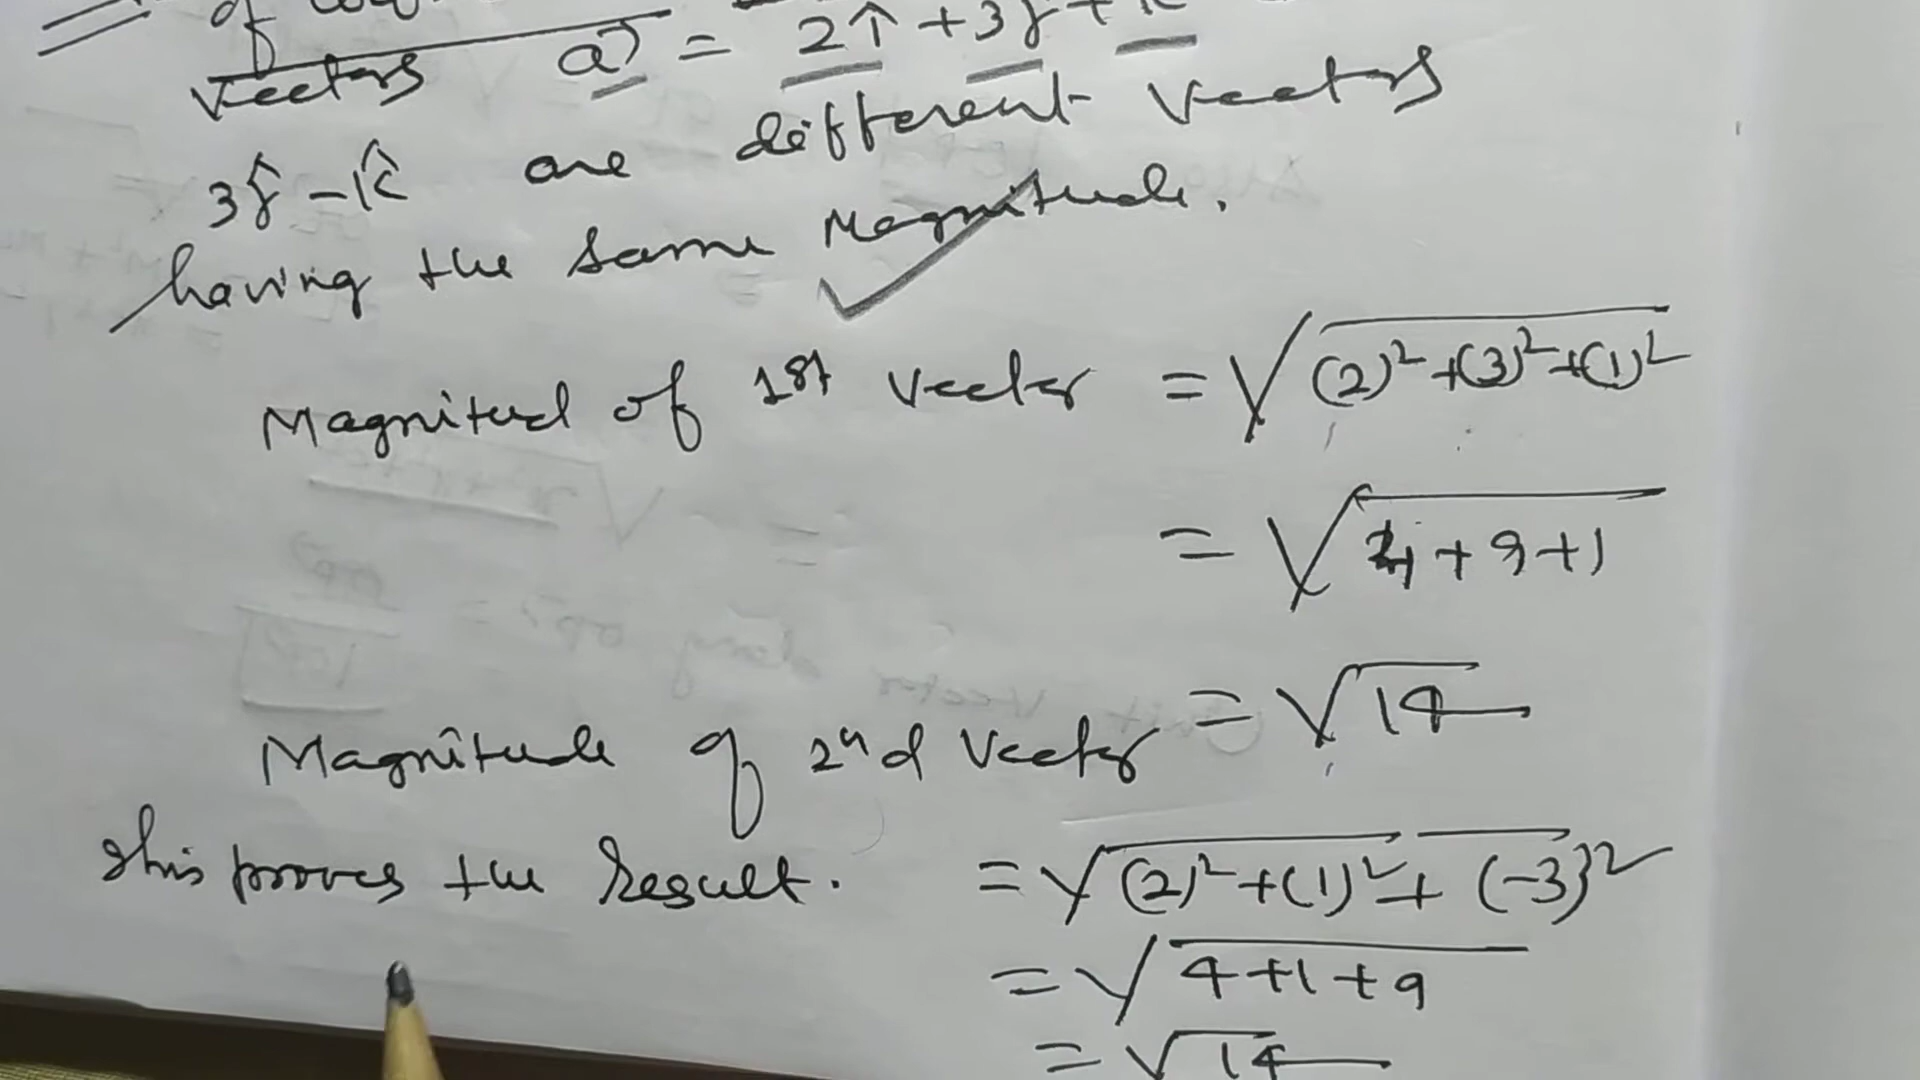 of
Vectors a⃗ = 2î + 3ĵ + k̂
3ĵ - k̂ are different vectors
having the same Magnitude.
Magnitud of 1st Vector = √(2)² + (3)² + (1)²
= √4 + 9 + 1
= √14
Magnitude of 2nd Vector
= √(2)² + (1)² + (-3)²
This proves the Result.
= √4 + 1 + 9
= √14